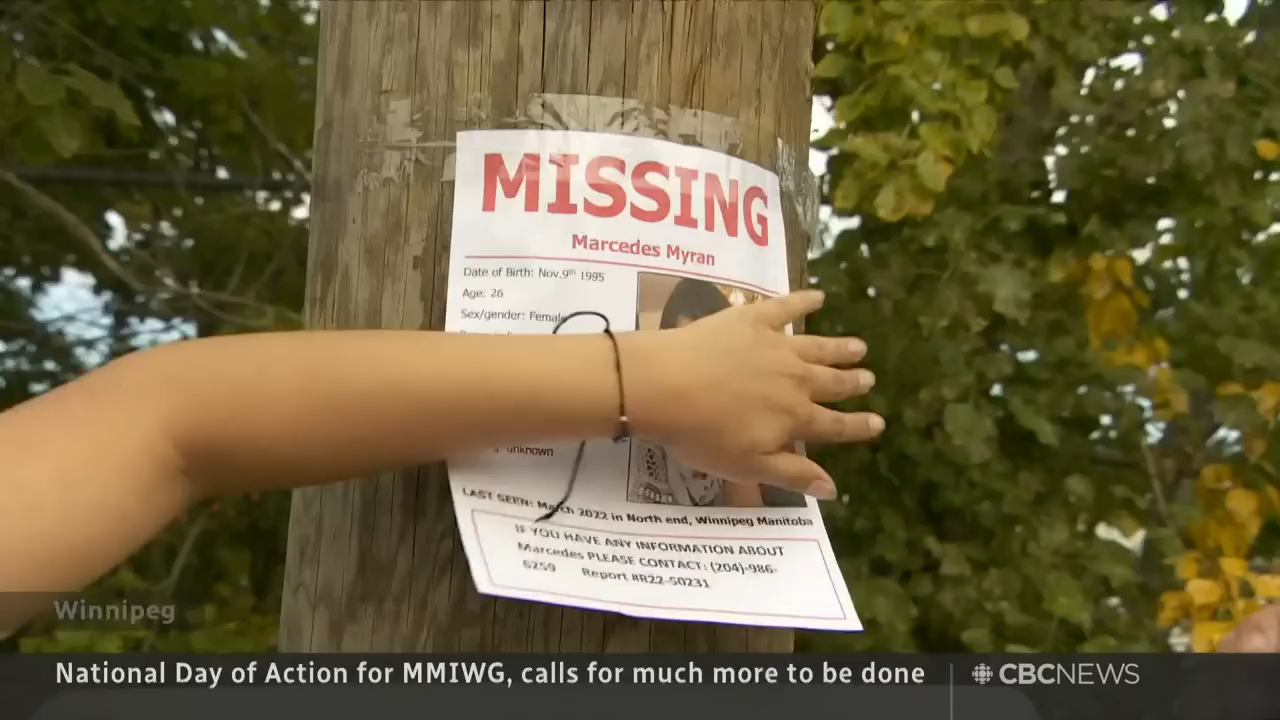 MISSING
Marcedes Myran
Date of Birth: Nov.9th 1995
Age: 26
Sex/gender: Female
unknown
LAST SEEN: March 2022 in North end, Winnipeg Manitoba
IF YOU HAVE ANY INFORMATION ABOUT
Marcedes PLEASE CONTACT: (204)-986-
6259 Report #R22-50231
Winnipeg
National Day of Action for MMIWG, calls for much more to be done
CBCNEWS